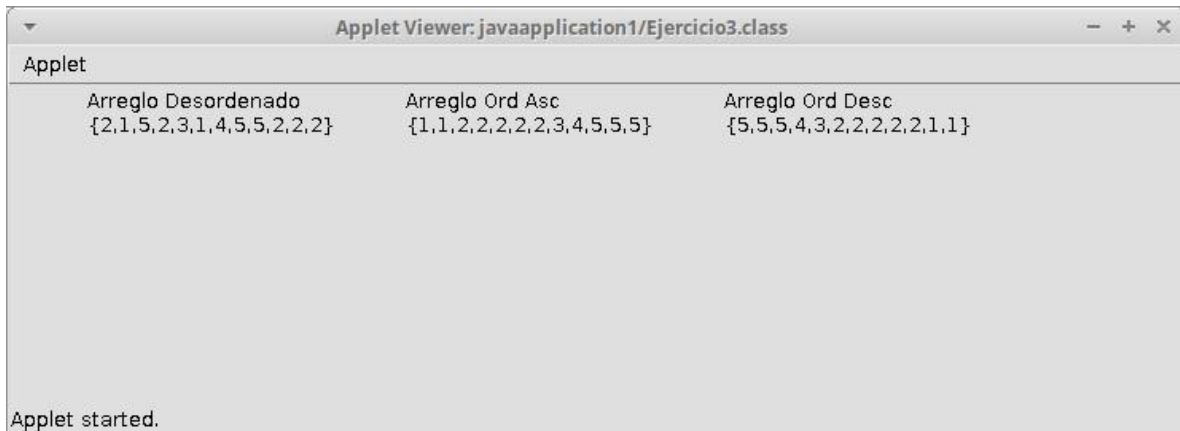 Applet Viewer: javaapplication1/Ejercicio3.class
Applet
Arreglo Desordenado Arreglo Ord Asc Arreglo Ord Desc
{2,1,5,2,3,1,4,5,5,2,2,2} {1,1,2,2,2,2,2,3,4,5,5,5} {5,5,5,4,3,2,2,2,2,2,1,1}
Applet started.